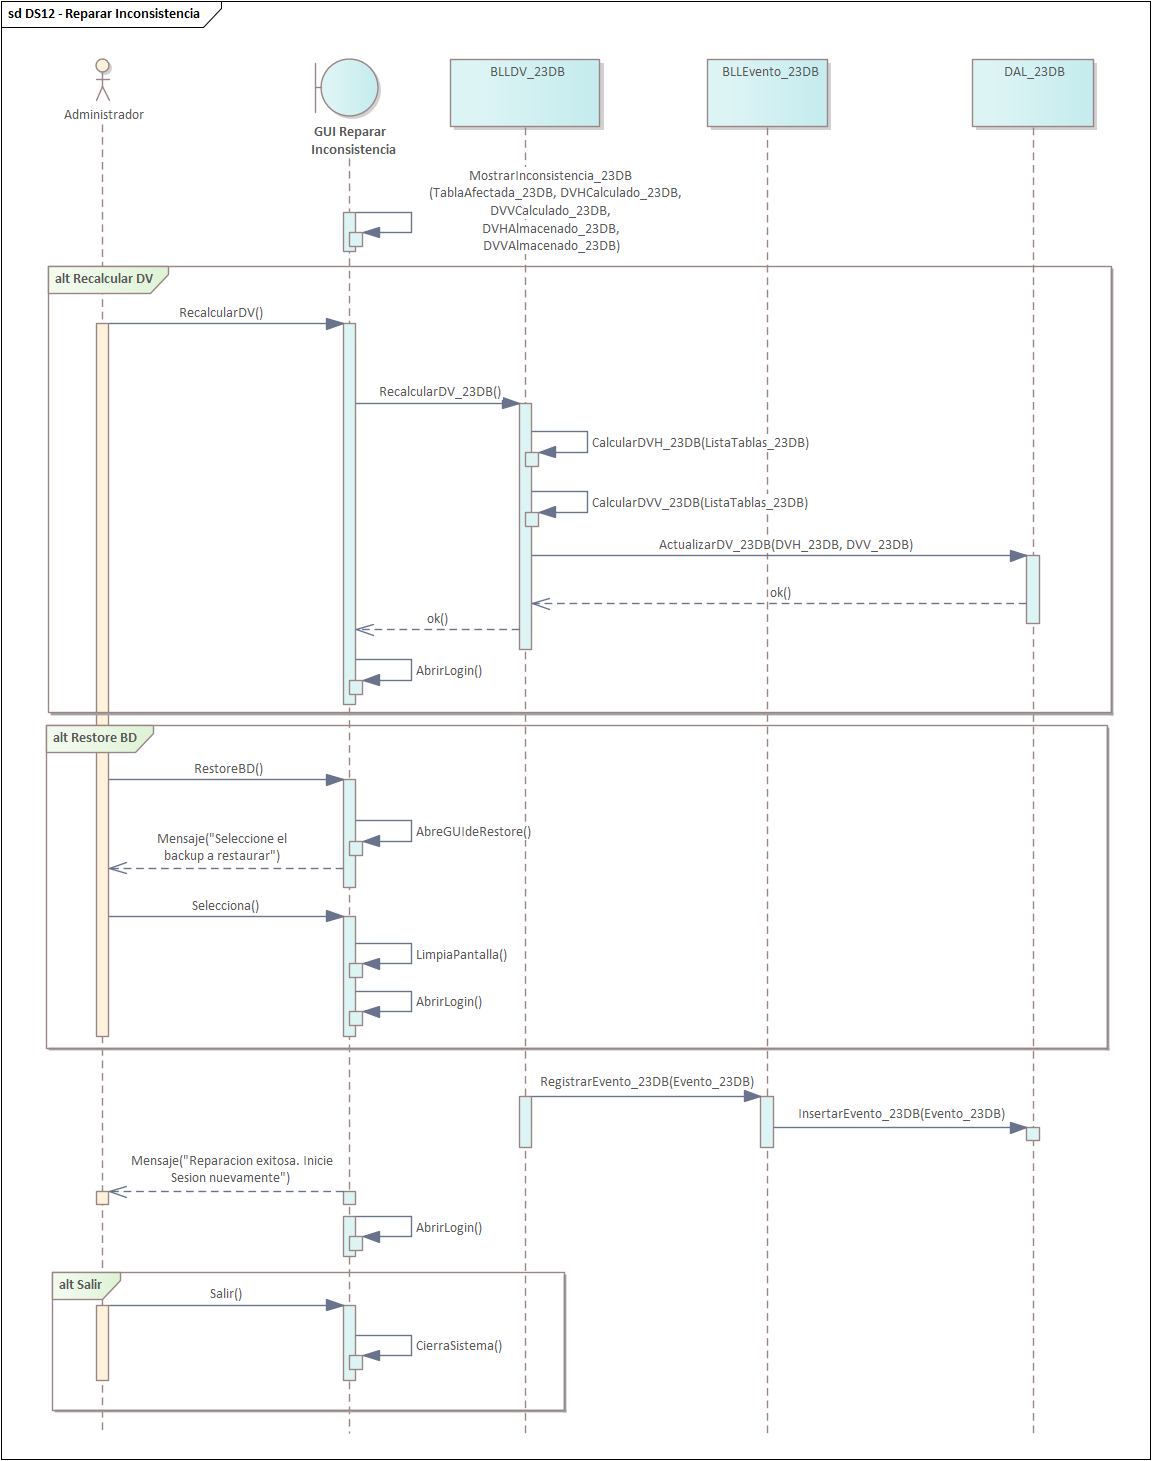 sd DS12 - Reparar Inconsistencia
Administrador
GUI Reparar
Inconsistencia
BLLDV_23DB
BLLEvento_23DB
DAL_23DB
MostrarInconsistencia_23DB
(TablaAfectada_23DB, DVHCalculado_23DB,
DVVCalculado_23DB,
DVHAlmacenado_23DB,
DVVAlmacenado_23DB)
alt Recalcular DV
RecalcularDV()
RecalcularDV_23DB()
CalcularDVH_23DB(ListaTablas_23DB)
CalcularDVV_23DB(ListaTablas_23DB)
ActualizarDV_23DB(DVH_23DB, DVV_23DB)
ok()
ok()
AbrirLogin()
alt Restore BD
RestoreBD()
AbreGUIdeRestore()
Mensaje("Seleccione el
backup a restaurar")
Selecciona()
LimpiaPantalla()
AbrirLogin()
RegistrarEvento_23DB(Evento_23DB)
InsertarEvento_23DB(Evento_23DB)
Mensaje("Reparacion exitosa. Inicie
Sesion nuevamente")
AbrirLogin()
alt Salir
Salir()
CierraSistema()